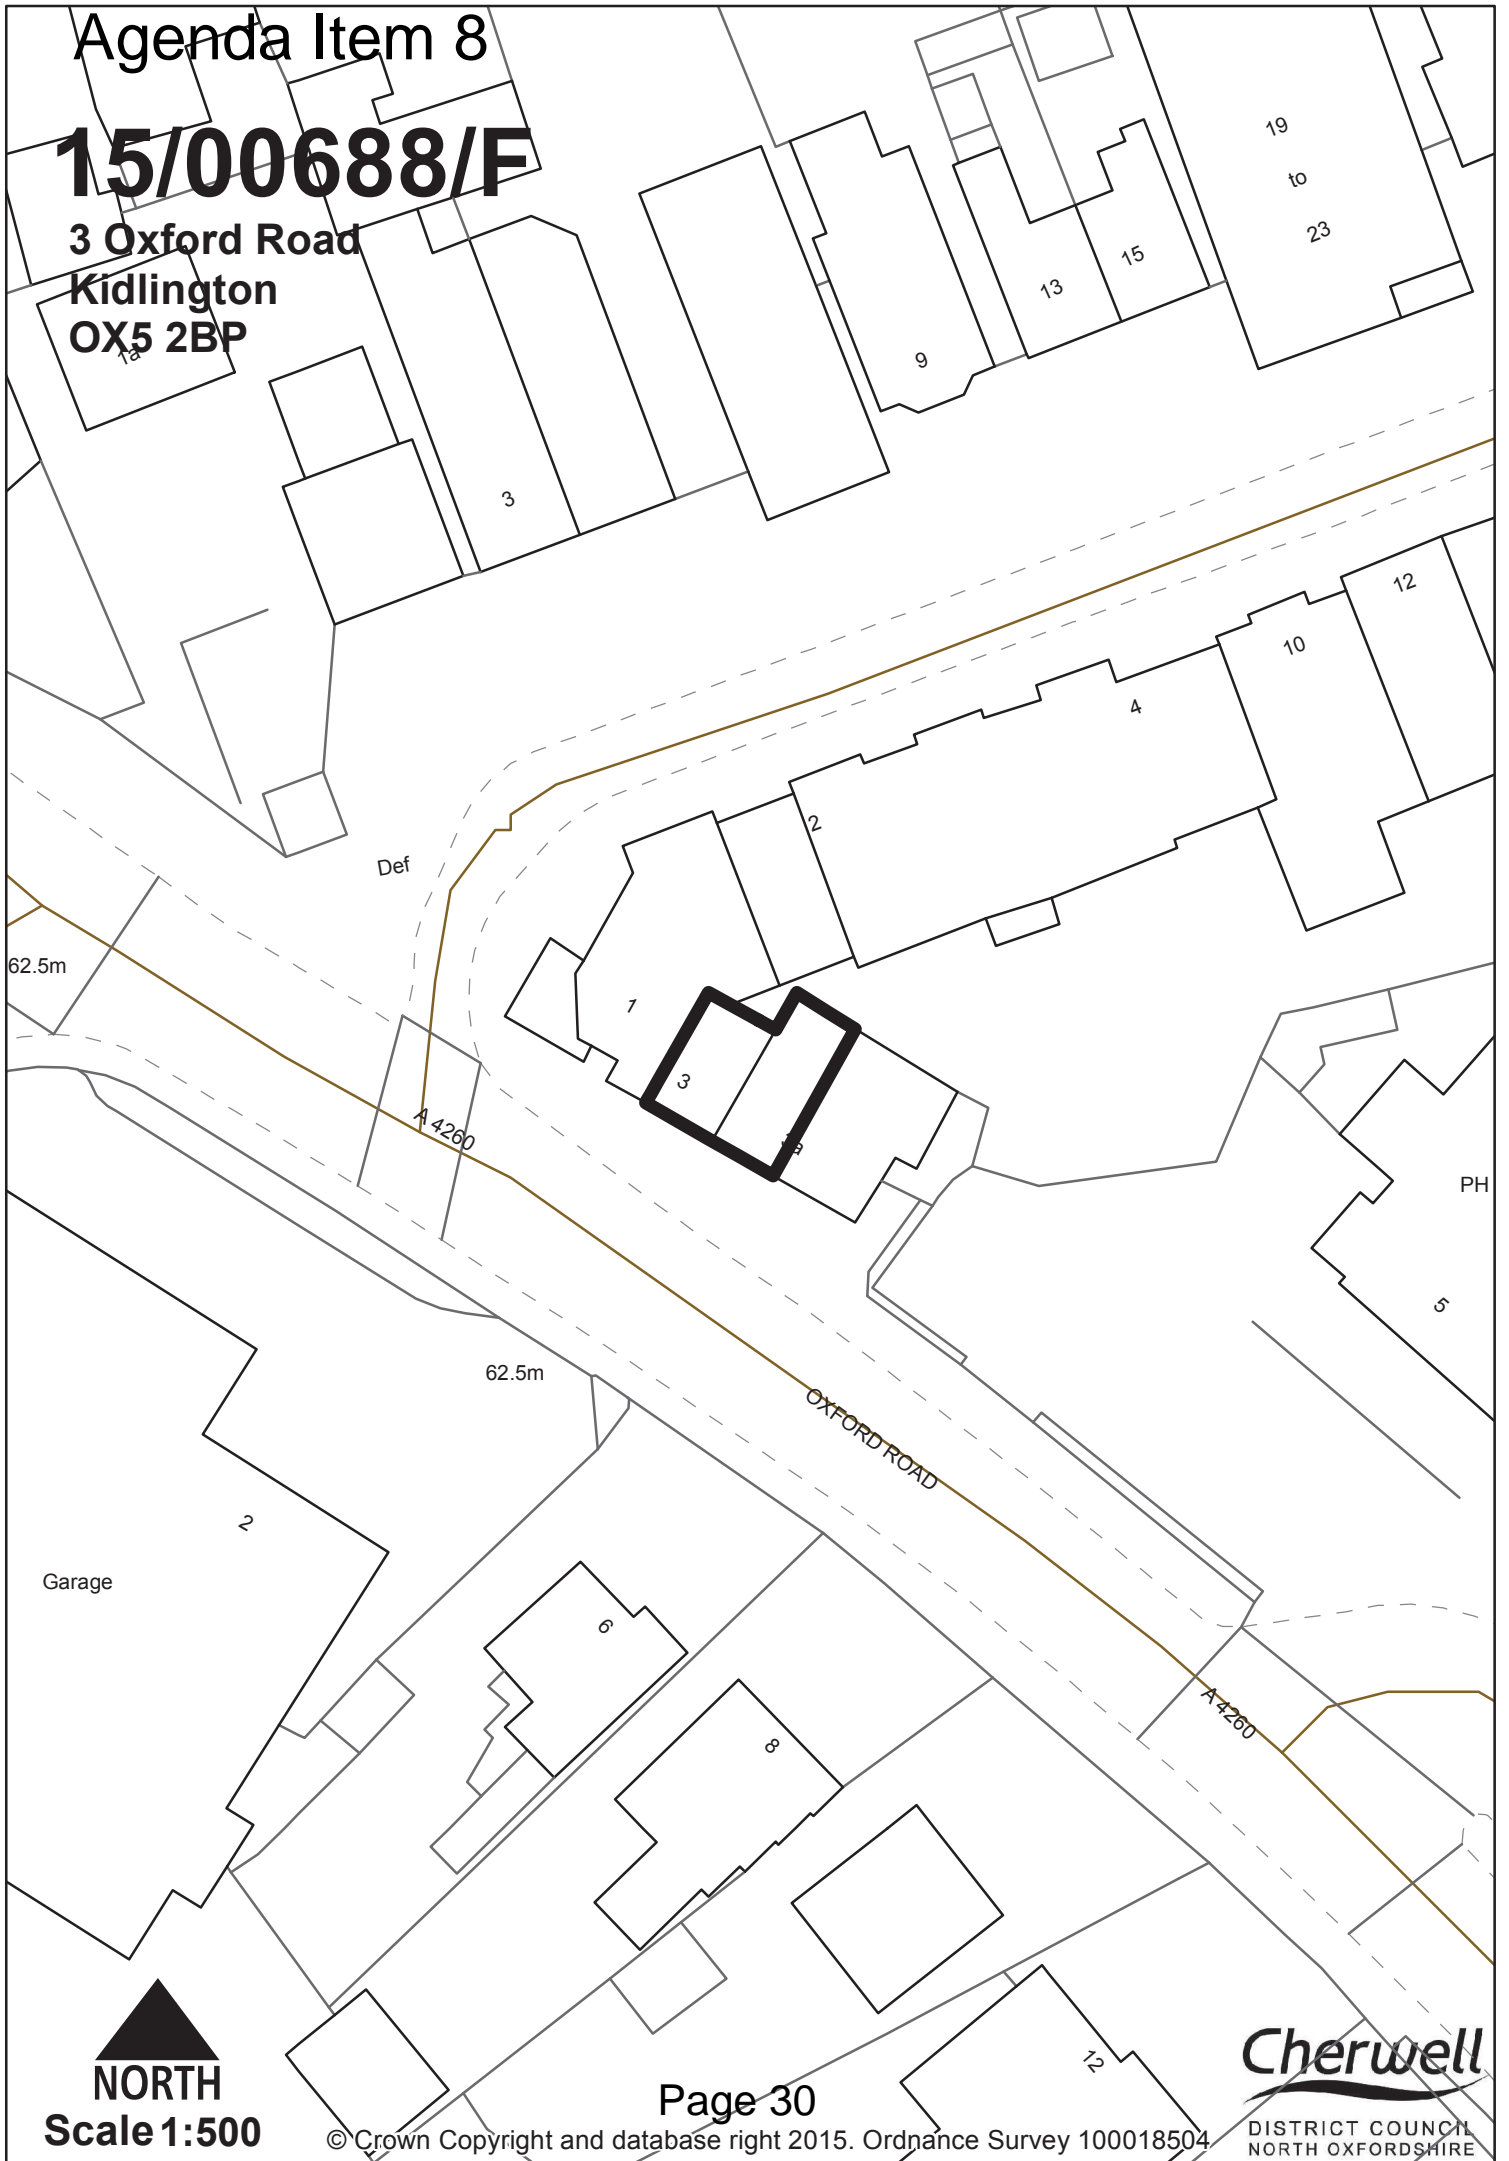 Agenda Item 8
15/00688/F
3 Oxford Road
Kidlington
OX5 2BP
1a
19
to
23
15
13
9
3
12
10
4
2
Def
62.5m
1
3
A 4260
PH
5
62.5m
OXFORD ROAD
2
Garage
6
A 4260
8
12
NORTH
Scale 1:500
Page 30
© Crown Copyright and database right 2015. Ordnance Survey 100018504
Cherwell
DISTRICT COUNCIL
NORTH OXFORDSHIRE